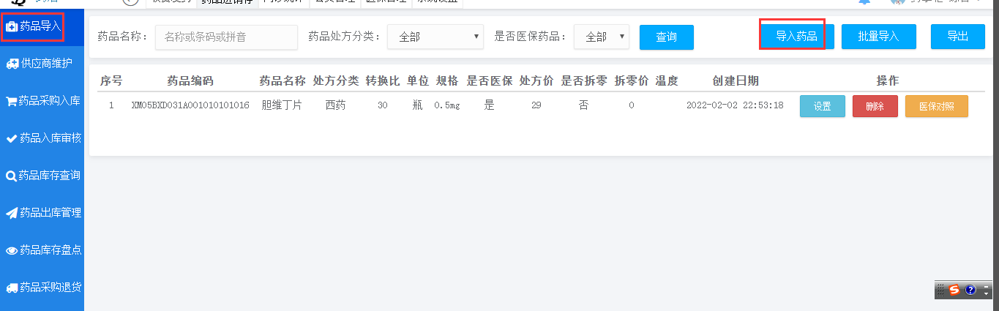 药品进销存
药品导入
供应商维护
药品采购入库
药品入库审核
药品库存查询
药品出库管理
药品库存盘点
药品采购退货
药品名称： 名称或条码或拼音 药品处方分类： 全部 是否医保药品： 全部 查询 导入药品 批量导入 导出
序号 药品编码 药品名称 处方分类 转换比 单位 规格 是否医保 处方价 是否拆零 拆零价 温度 创建日期 操作
1 XM05BXD031A001010101016 胆维丁片 西药 30 瓶 0.5mg 是 29 否 0 2022-02-02 22:53:18 设置 删除 医保对照